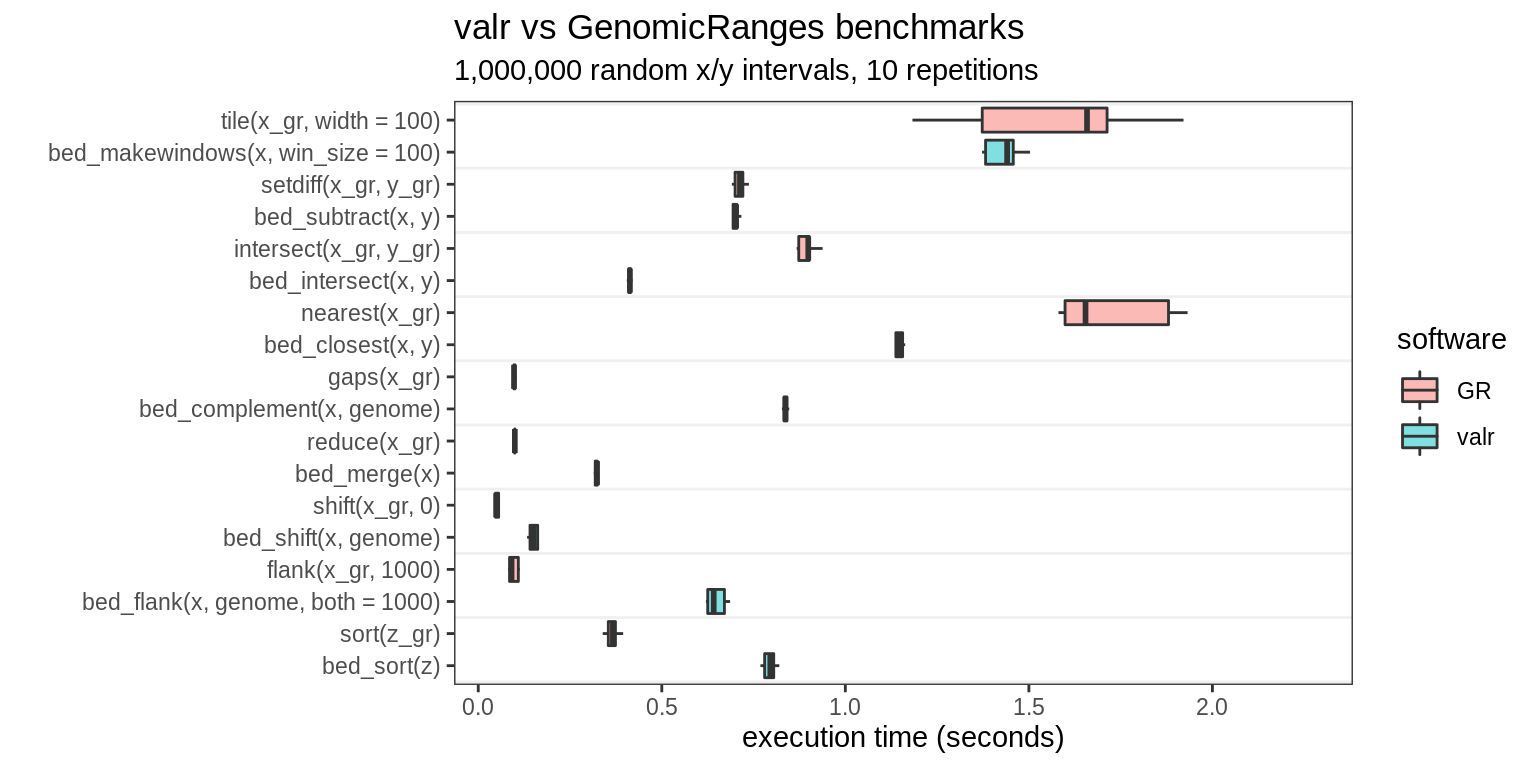 valr vs GenomicRanges benchmarks
1,000,000 random x/y intervals, 10 repetitions
tile(x_gr, width = 100)
bed_makewindows(x, win_size = 100)
setdiff(x_gr, y_gr)
bed_subtract(x, y)
intersect(x_gr, y_gr)
bed_intersect(x, y)
nearest(x_gr)
bed_closest(x, y)
gaps(x_gr)
bed_complement(x, genome)
reduce(x_gr)
bed_merge(x)
shift(x_gr, 0)
bed_shift(x, genome)
flank(x_gr, 1000)
bed_flank(x, genome, both = 1000)
sort(z_gr)
bed_sort(z)
0.0 0.5 1.0 1.5 2.0
execution time (seconds)
software
GR
valr